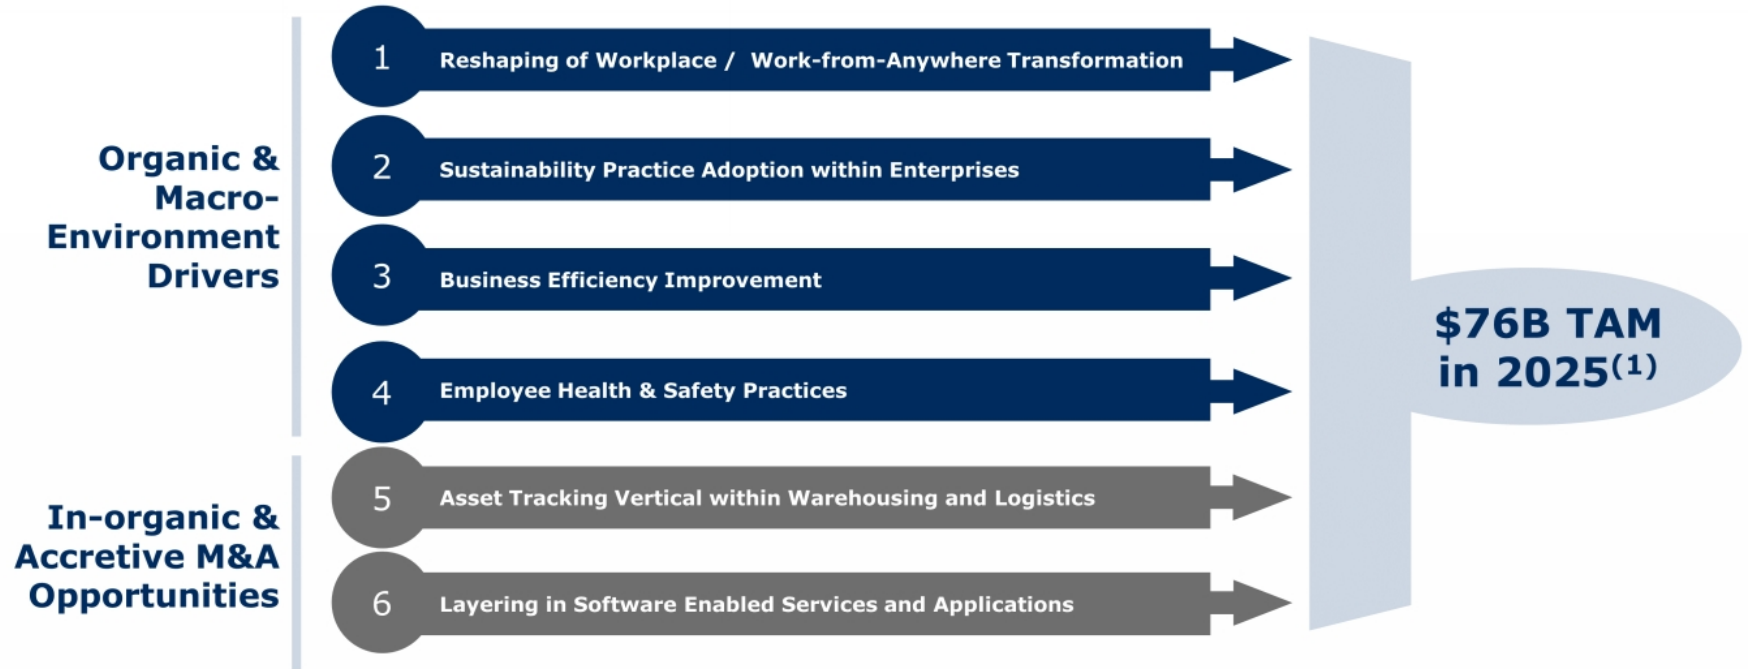 Organic &
Macro-
Environment
Drivers
1
Reshaping of Workplace / Work-from-Anywhere Transformation
2
Sustainability Practice Adoption within Enterprises
3
Business Efficiency Improvement
4
Employee Health & Safety Practices
In-organic &
Accretive M&A
Opportunities
5
Asset Tracking Vertical within Warehousing and Logistics
6
Layering in Software Enabled Services and Applications
$76B TAM
in 2025(1)